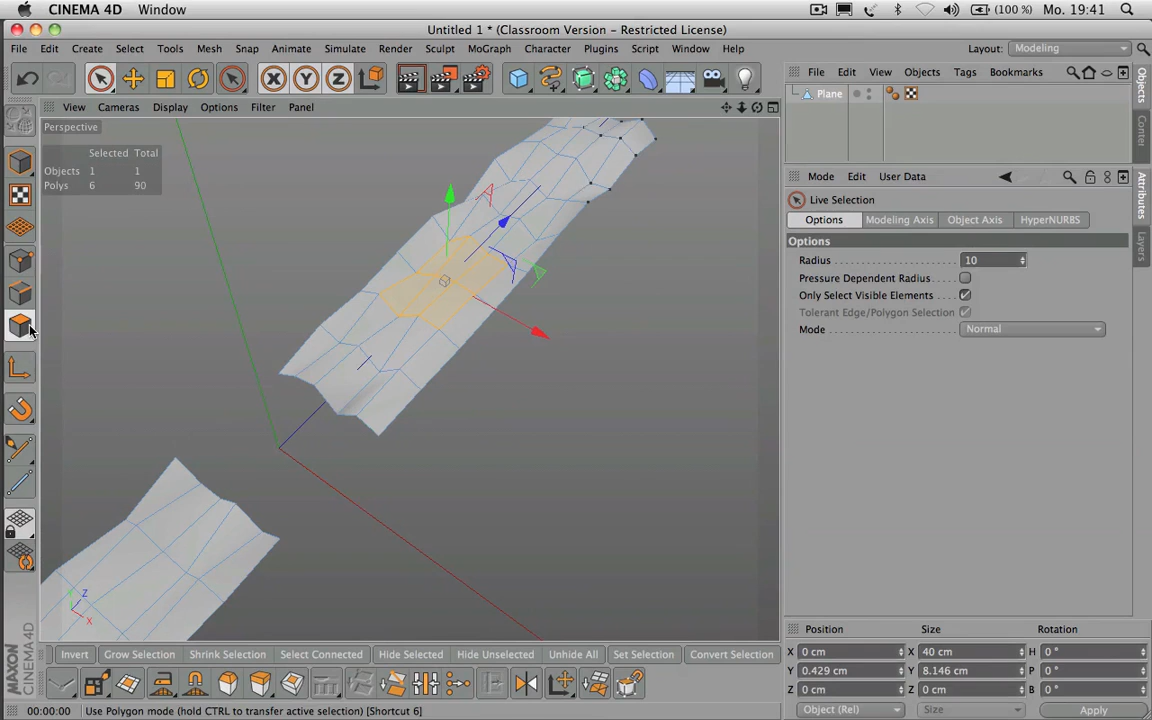 CINEMA 4D Window (100 %) Mo. 19:41
Untitled 1 * (Classroom Version - Restricted License)
File Edit Create Select Tools Mesh Snap Animate Simulate Render Sculpt MoGraph Character Plugins Script Window Help Layout: Modeling
X Y Z
File Edit View Objects Tags Bookmarks
Plane
View Cameras Display Options Filter Panel
Perspective
Selected Total
Objects 1 1
Polys 6 90
Mode Edit User Data
Live Selection
Options Modeling Axis Object Axis HyperNURBS
Options
Radius 10
Pressure Dependent Radius
Only Select Visible Elements
Tolerant Edge/Polygon Selection
Mode Normal
Objects
Attributes
Layers
Z
X
Position Size Rotation
X 0 cm X 40 cm H 0 °
Y 0.429 cm Y 8.146 cm P 0 °
Z 0 cm Z 0 cm B 0 °
Object (Rel) Size Apply
Invert Grow Selection Shrink Selection Select Connected Hide Selected Hide Unselected Unhide All Set Selection Convert Selection
MAXON CINEMA 4D
00:00:00 Use Polygon mode (hold CTRL to transfer active selection) [Shortcut 6]